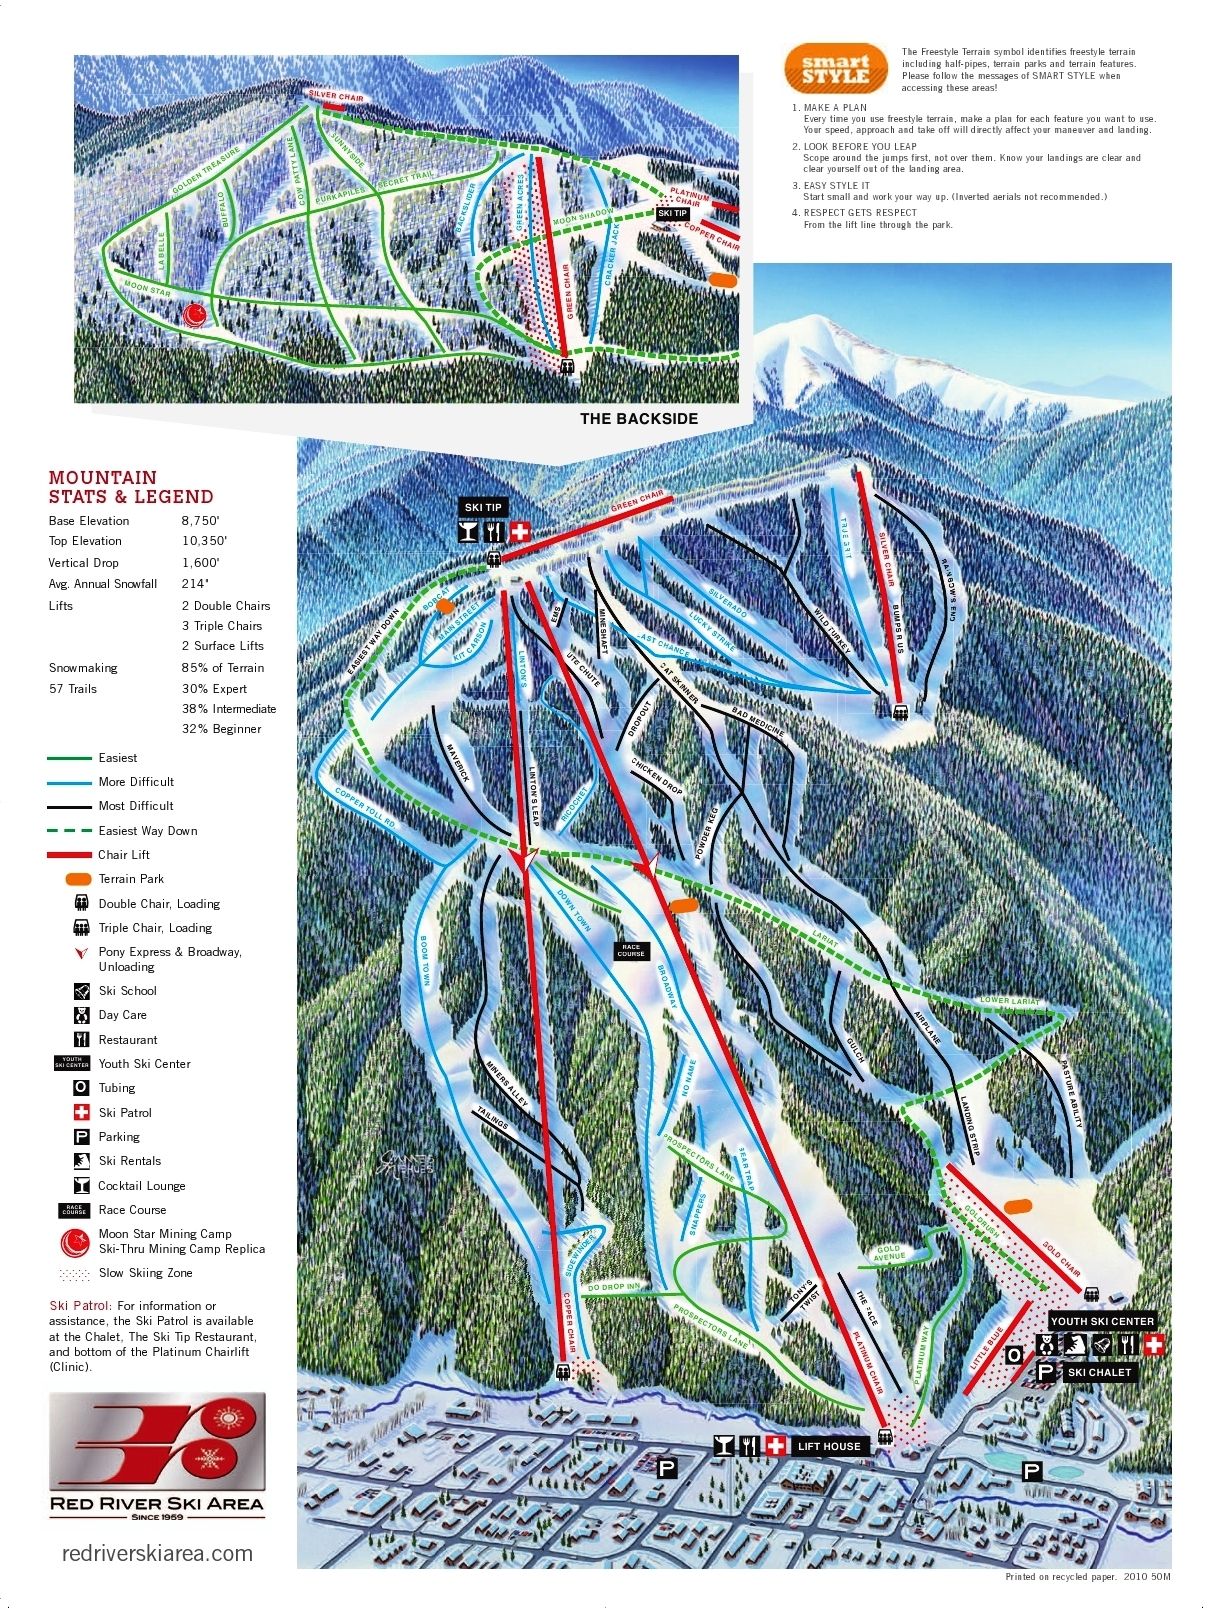 smart
STYLE
The Freestyle Terrain symbol identifies freestyle terrain
including half-pipes, terrain parks and terrain features.
Please follow the messages of SMART STYLE when
accessing these areas!
1. MAKE A PLAN
Every time you use freestyle terrain, make a plan for each feature you want to use.
Your speed, approach and take off will directly affect your maneuver and landing.
2. LOOK BEFORE YOU LEAP
Scope around the jumps first, not over them. Know your landings are clear and
clear yourself out of the landing area.
3. EASY STYLE IT
Start small and work your way up. (Inverted aerials not recommended.)
4. RESPECT GETS RESPECT
From the lift line through the park.
SILVER CHAIR
GOLDEN TREASURE
COW PATTY LANE
SUNNYSIDE
PURKAPILES
SECRET TRAIL
BUFFALO
LA BELLE
MOON STAR
BACKSLIDER
GREEN ACRES
MOON SHADOW
GREEN CHAIR
CRACKER JACK
PLATINUM
CHAIR
SKI TIP
COPPER CHAIR
THE BACKSIDE
MOUNTAIN
STATS & LEGEND
Base Elevation 8,750'
Top Elevation 10,350'
Vertical Drop 1,600'
Avg. Annual Snowfall 214"
Lifts 2 Double Chairs
3 Triple Chairs
2 Surface Lifts
Snowmaking 85% of Terrain
57 Trails 30% Expert
38% Intermediate
32% Beginner
Easiest
More Difficult
Most Difficult
Easiest Way Down
Chair Lift
Terrain Park
Double Chair, Loading
Triple Chair, Loading
Pony Express & Broadway,
Unloading
Ski School
Day Care
Restaurant
YOUTH
SKI CENTER
Youth Ski Center
O Tubing
Ski Patrol
P Parking
Ski Rentals
Cocktail Lounge
RACE
COURSE
Race Course
Moon Star Mining Camp
Ski-Thru Mining Camp Replica
Slow Skiing Zone
Ski Patrol: For information or
assistance, the Ski Patrol is available
at the Chalet, The Ski Tip Restaurant,
and bottom of the Platinum Chairlift
(Clinic).
RED RIVER SKI AREA
SINCE 1959
redriverskiarea.com
SKI TIP
GREEN CHAIR
EASIEST WAY DOWN
BOBCAT
MAIN STREET
KIT CARSON
LINTON'S
EMS
MINESHAFT
UTE CHUTE
LAST CHANCE
SILVERADO
LUCKY STRIKE
WILD TURKEY
SILVER CHAIR
BUMPS R US
RAINBOW'S END
CAT SKINNER
BAD MEDICINE
DROPOUT
CHICKEN DROP
POWDER KEG
MAVERICK
LINTON'S LEAP
RICOCHET
COPPER TOLL RD.
DOWN TOWN
RACE
COURSE
BROADWAY
BOOM TOWN
LARIAT
LOWER LARIAT
AIRPLANE
GULCH
PASTURE ABILITY
LANDING STRIP
NO NAME
MINERS ALLEY
TAILINGS
PROSPECTORS LANE
BEAR TRAP
SNAPPERS
SIDEWINDER
DO DROP INN
PROSPECTORS LANE
COPPER CHAIR
TONY'S
TWIST
THE FACE
PLATINUM CHAIR
GOLD
AVENUE
PLATINUM WAY
GOLDRUSH
GOLD CHAIR
LITTLE BLUE
YOUTH SKI CENTER
O
P SKI CHALET
LIFT HOUSE
P
P
Printed on recycled paper. 2010 50M